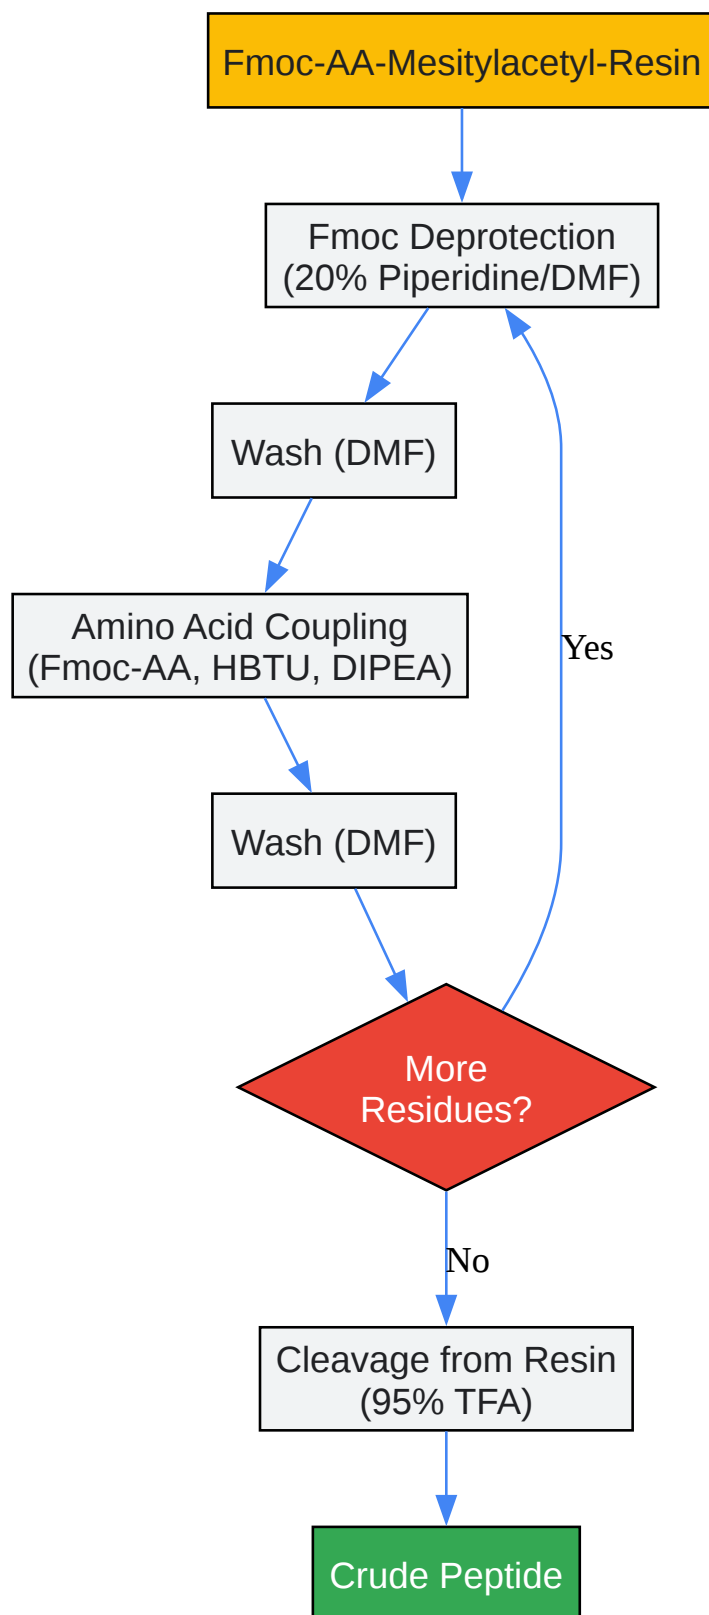 Fmoc-AA-Mesitylacetyl-Resin
Fmoc Deprotection
(20% Piperidine/DMF)
Wash (DMF)
Amino Acid Coupling
(Fmoc-AA, HBTU, DIPEA)
Yes
Wash (DMF)
More
Residues?
No
Cleavage from Resin
(95% TFA)
Crude Peptide